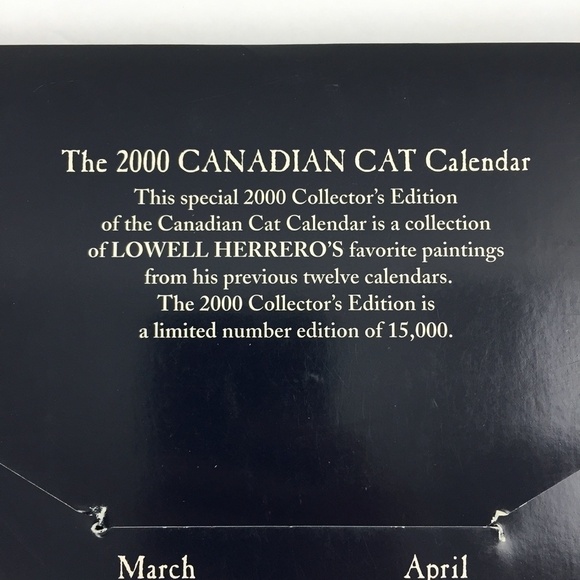 The 2000 CANADIAN CAT Calendar
This special 2000 Collector's Edition
of the Canadian Cat Calendar is a collection
of LOWELL HERRERO'S favorite paintings
from his previous twelve calendars.
The 2000 Collector's Edition is
a limited number edition of 15,000.
March April